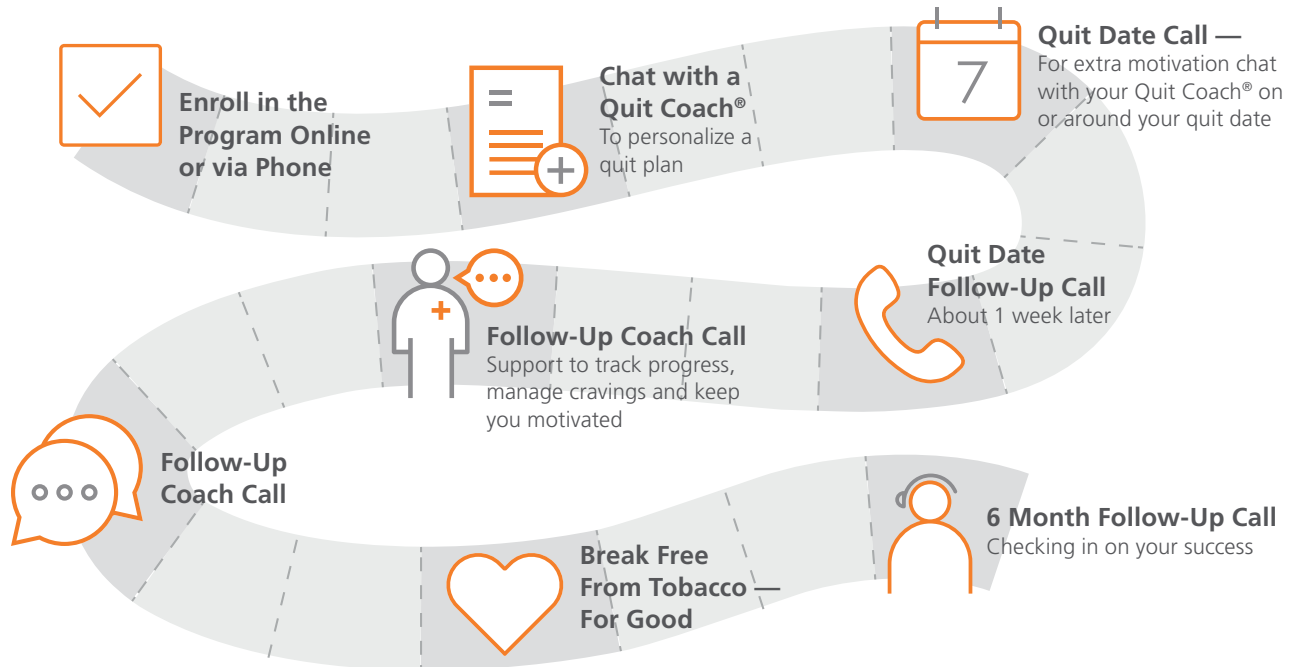 Enroll in the
Program Online
or via Phone
Chat with a
Quit Coach®
To personalize a
quit plan
7
Quit Date Call —
For extra motivation chat
with your Quit Coach® on
or around your quit date
Quit Date
Follow-Up Call
About 1 week later
Follow-Up Coach Call
Support to track progress,
manage cravings and keep
you motivated
Follow-Up
Coach Call
Break Free
From Tobacco —
For Good
6 Month Follow-Up Call
Checking in on your success